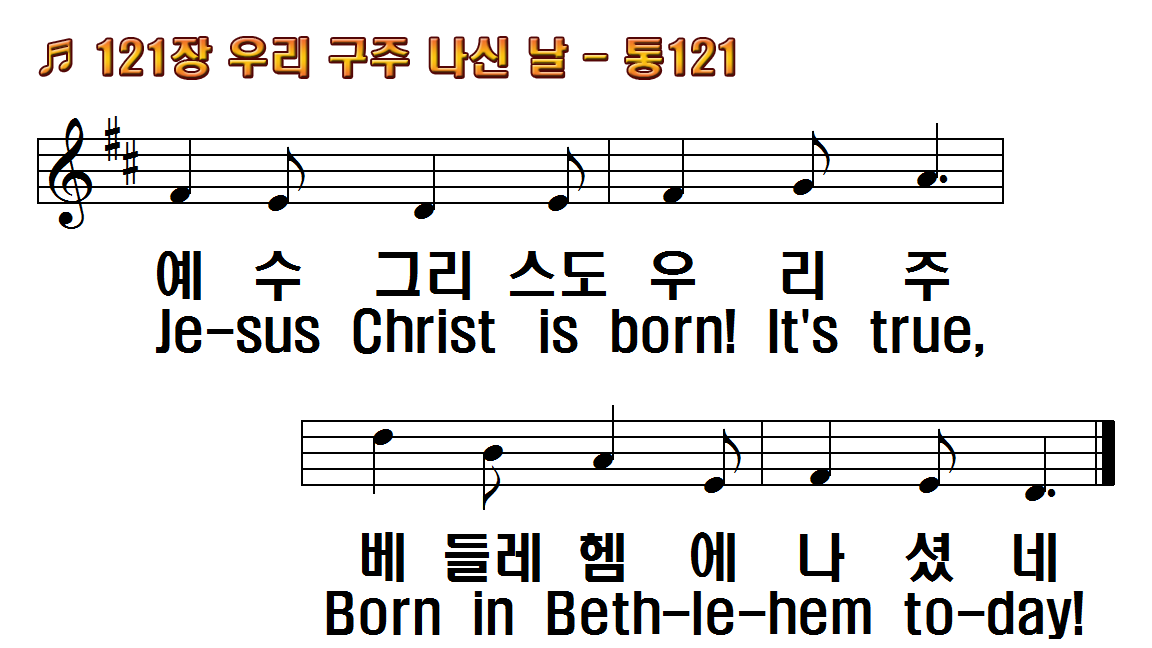 ♬ 121장 우리 구주 나신 날 - 통121
예 수 그리 스도 우 리 주
Je-sus Christ is born! It's true,
베 들레 헴 에 나 셨 네
Born in Beth-le-hem to-day!